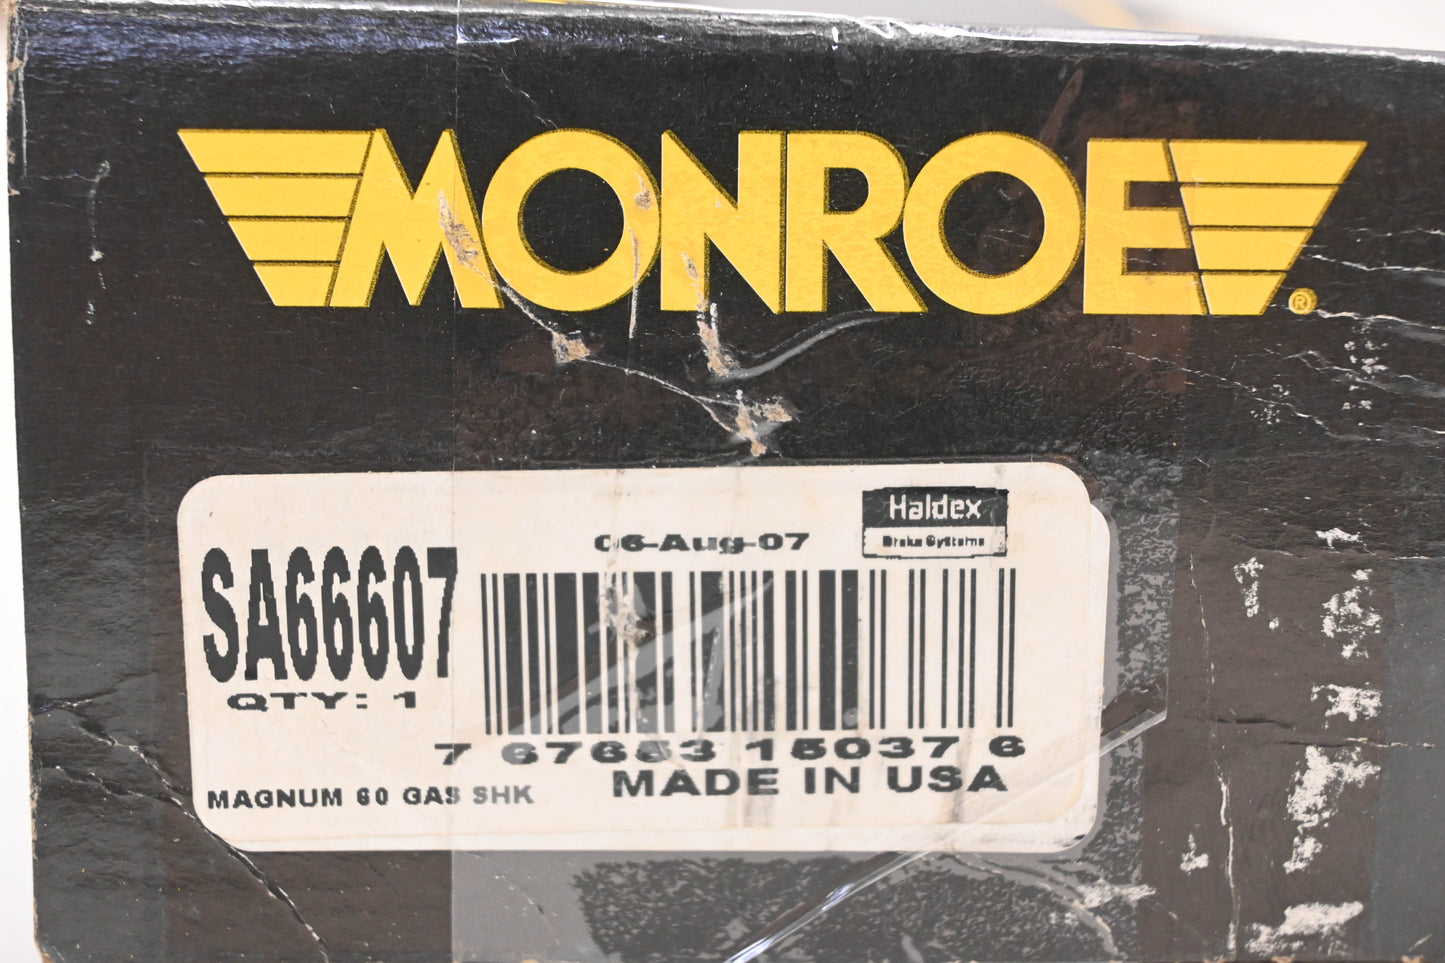 MONROE®
Haldex
Brake Systems
06-Aug-07
SA66607
QTY: 1
7 67653 15037 6
MADE IN USA
MAGNUM 60 GAS SHK